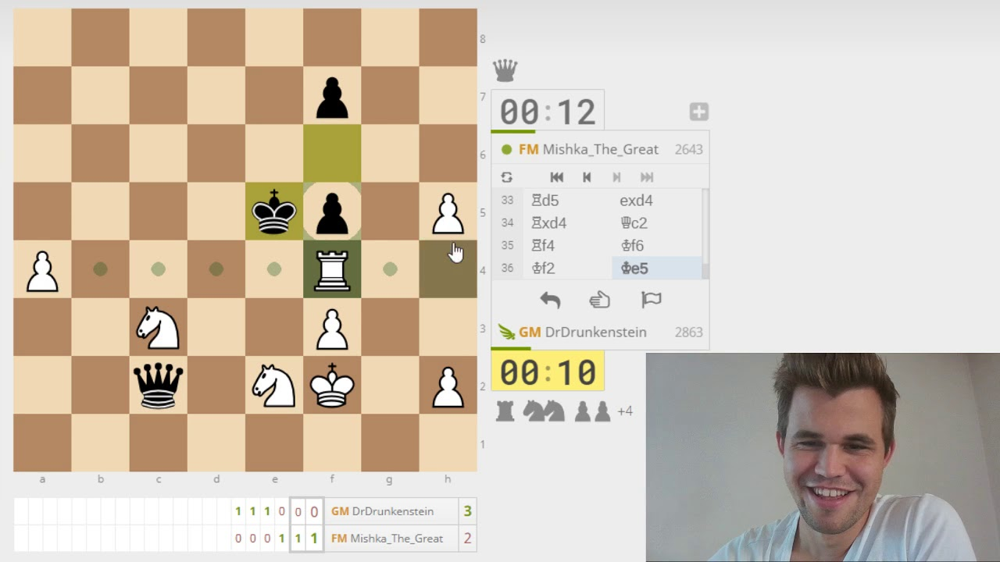 8
7
6
5
4
3
2
1
a b c d e f g h
00:12
FM Mishka_The_Great 2643
33 ♖d5 exd4
34 ♖xd4 ♕c2
35 ♖f4 ♔f6
36 ♔f2 ♔e5
GM DrDrunkenstein 2863
00:10
+4
1 1 1 0 0 0 GM DrDrunkenstein 3
0 0 0 1 1 1 FM Mishka_The_Great 2